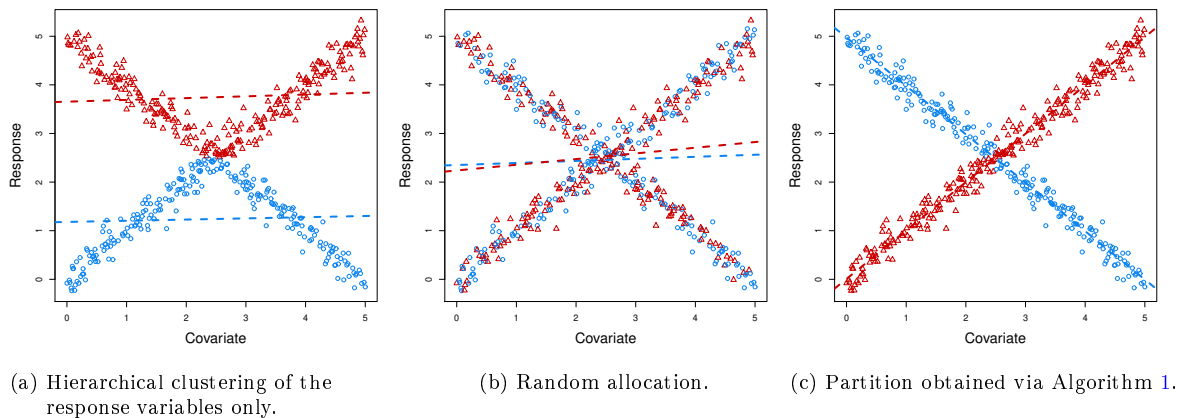 Response
0 1 2 3 4 5
0 1 2 3 4 5
Covariate
(a) Hierarchical clustering of the
response variables only.
Response
0 1 2 3 4 5
0 1 2 3 4 5
Covariate
(b) Random allocation.
Response
0 1 2 3 4 5
0 1 2 3 4 5
Covariate
(c) Partition obtained via Algorithm 1.